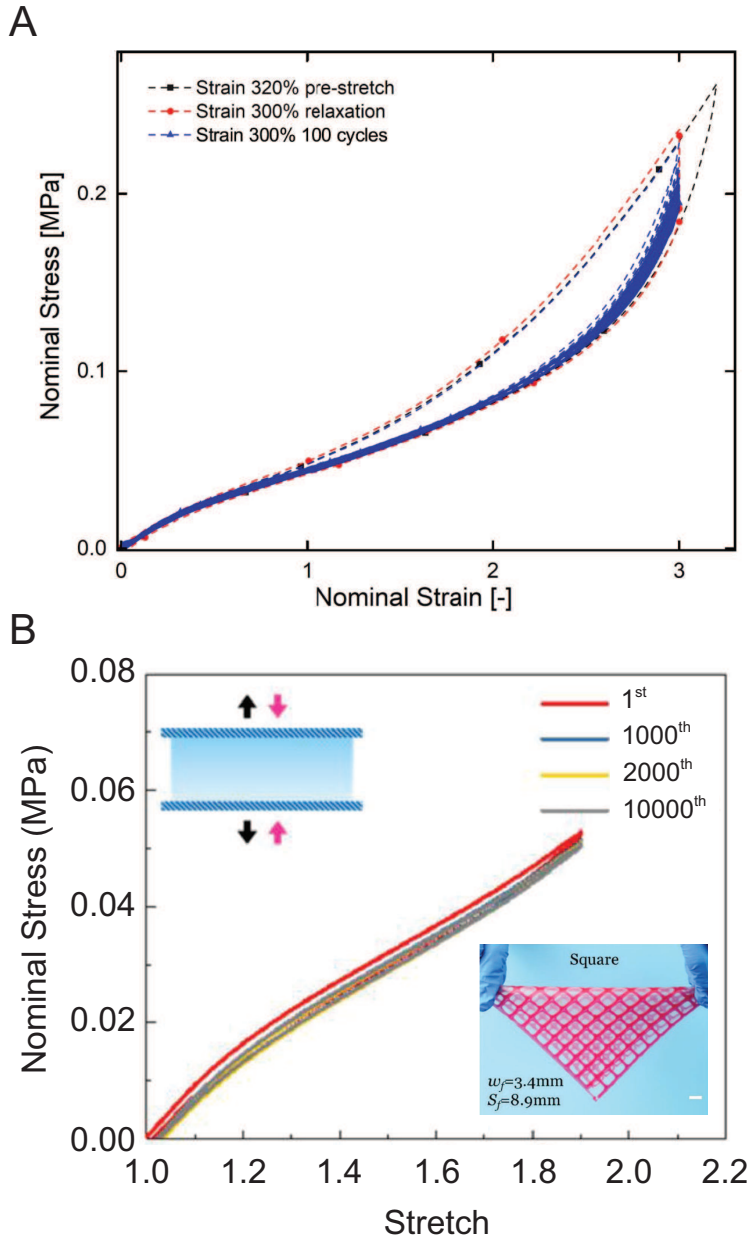 A
Nominal Stress [MPa]
0.2
0.1
0.0
Strain 320% pre-stretch
Strain 300% relaxation
Strain 300% 100 cycles
0
1
2
3
Nominal Strain [-]
B
Nominal Stress (MPa)
0.08
0.06
0.04
0.02
0.00
1st
1000th
2000th
10000th
Square
wf=3.4mm
Sf=8.9mm
1.0
1.2
1.4
1.6
1.8
2.0
2.2
Stretch